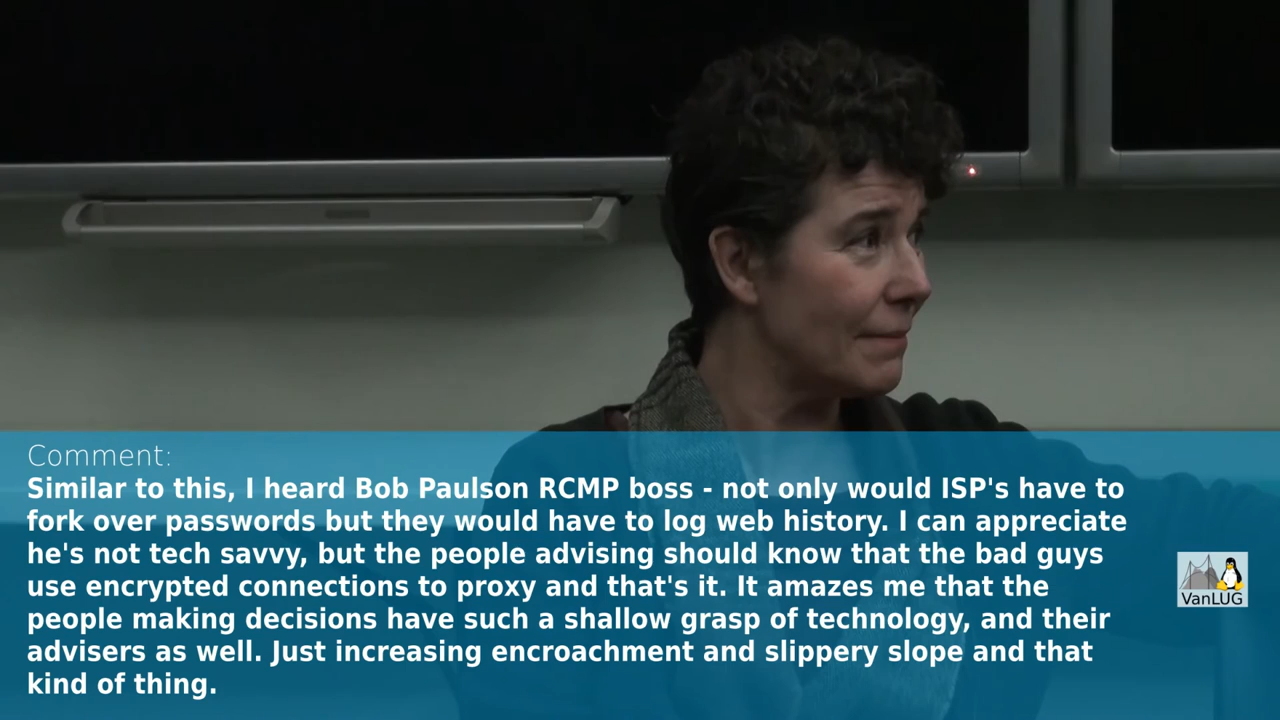 Comment:
Similar to this, I heard Bob Paulson RCMP boss - not only would ISP's have to
fork over passwords but they would have to log web history. I can appreciate
he's not tech savvy, but the people advising should know that the bad guys
use encrypted connections to proxy and that's it. It amazes me that the
people making decisions have such a shallow grasp of technology, and their
advisers as well. Just increasing encroachment and slippery slope and that
kind of thing.
VanLUG